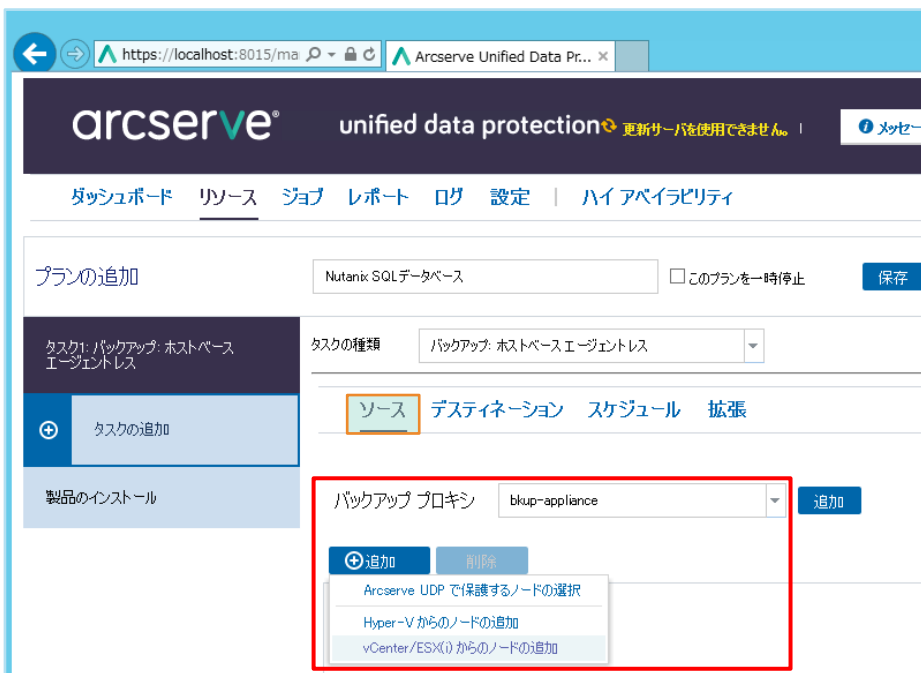 https://localhost:8015/ma
Arcserve Unified Data Pr... ×
arcserve® unified data protection 更新サーバを使用できません。 | メッセー
ダッシュボード リソース ジョブ レポート ログ 設定 | ハイ アベイラビリティ
プランの追加 Nutanix SQLデータベース このプランを一時停止 保存
タスク1: バックアップ: ホストベース
エージェントレス
タスクの種類 バックアップ: ホストベース エージェントレス
タスクの追加
ソース デスティネーション スケジュール 拡張
製品のインストール
バックアップ プロキシ bkup-appliance 追加
追加 削除
Arcserve UDP で保護するノードの選択
Hyper-V からのノードの追加
vCenter/ESX(i) からのノードの追加